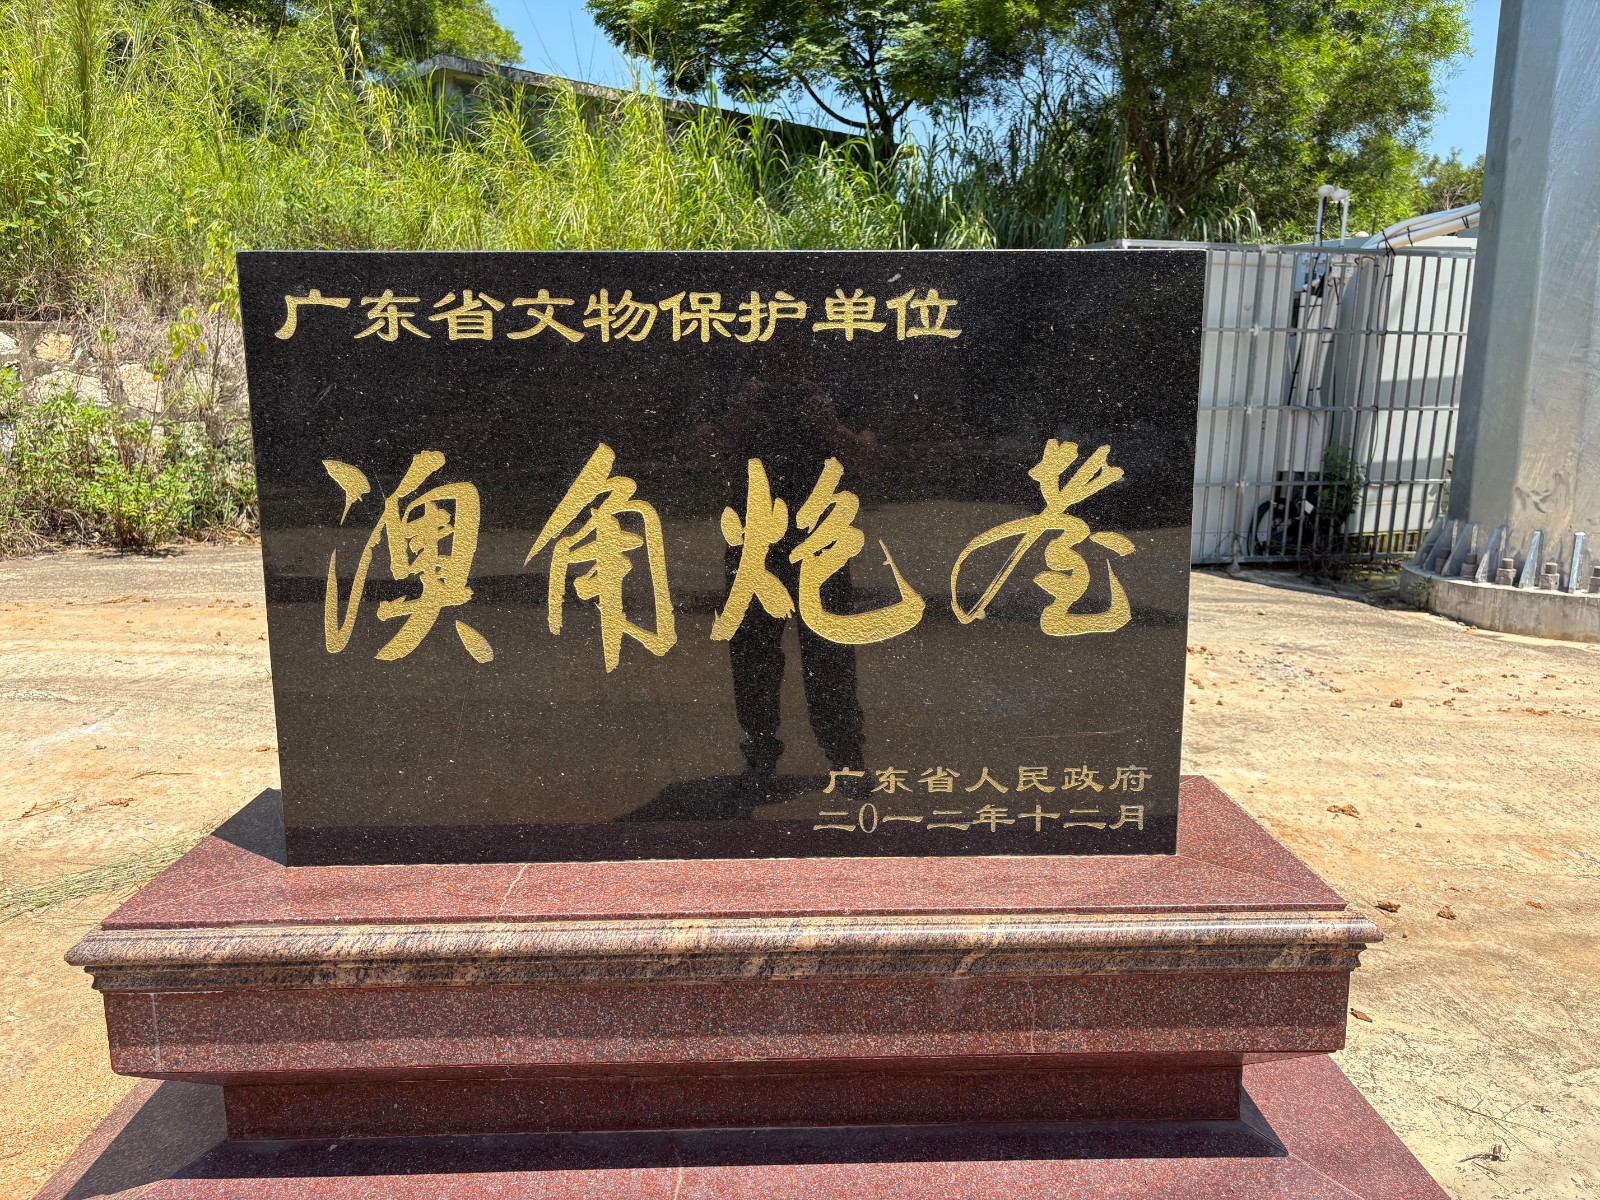 广东省文物保护单位
澳角炮台
广东省人民政府
二0一二年十二月